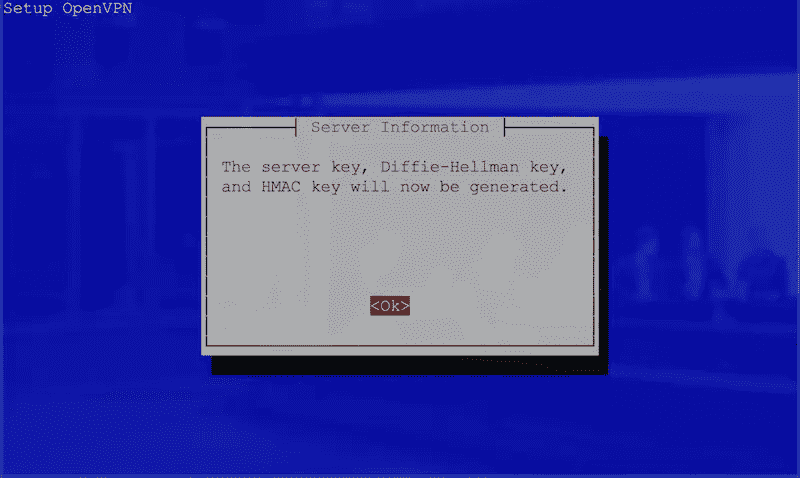 Setup OpenVPN
Server Information
The server key, Diffie-Hellman key,
and HMAC key will now be generated.
<Ok>